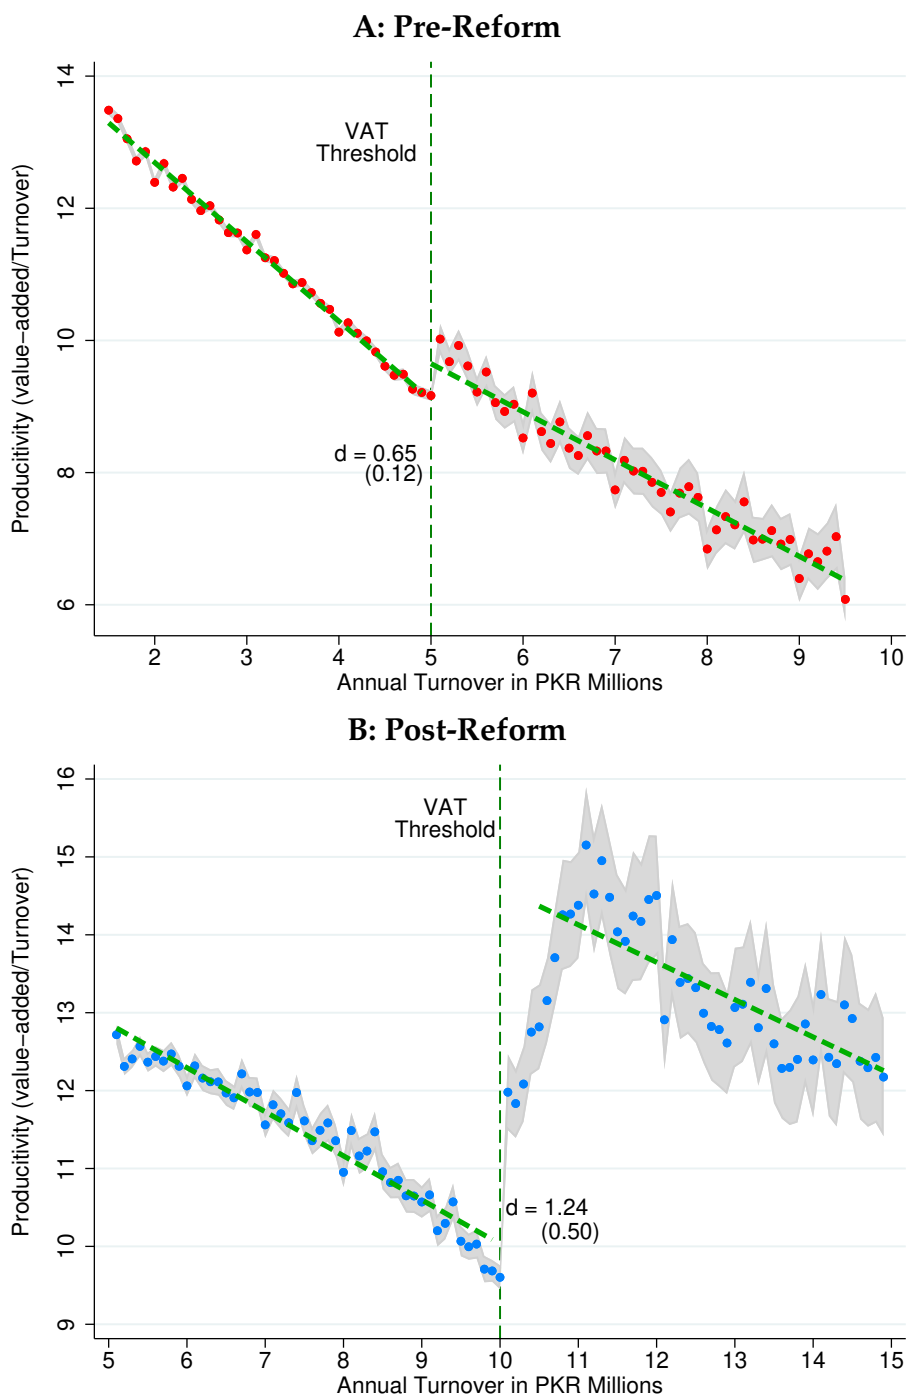 A: Pre-Reform
14
12
10
8
6
Producitivity (value−added/Turnover)
VAT
Threshold
d = 0.65
(0.12)
2 3 4 5 6 7 8 9 10
Annual Turnover in PKR Millions
B: Post-Reform
16
15
14
13
12
11
10
9
Producitivity (value−added/Turnover)
VAT
Threshold
d = 1.24
(0.50)
5 6 7 8 9 10 11 12 13 14 15
Annual Turnover in PKR Millions